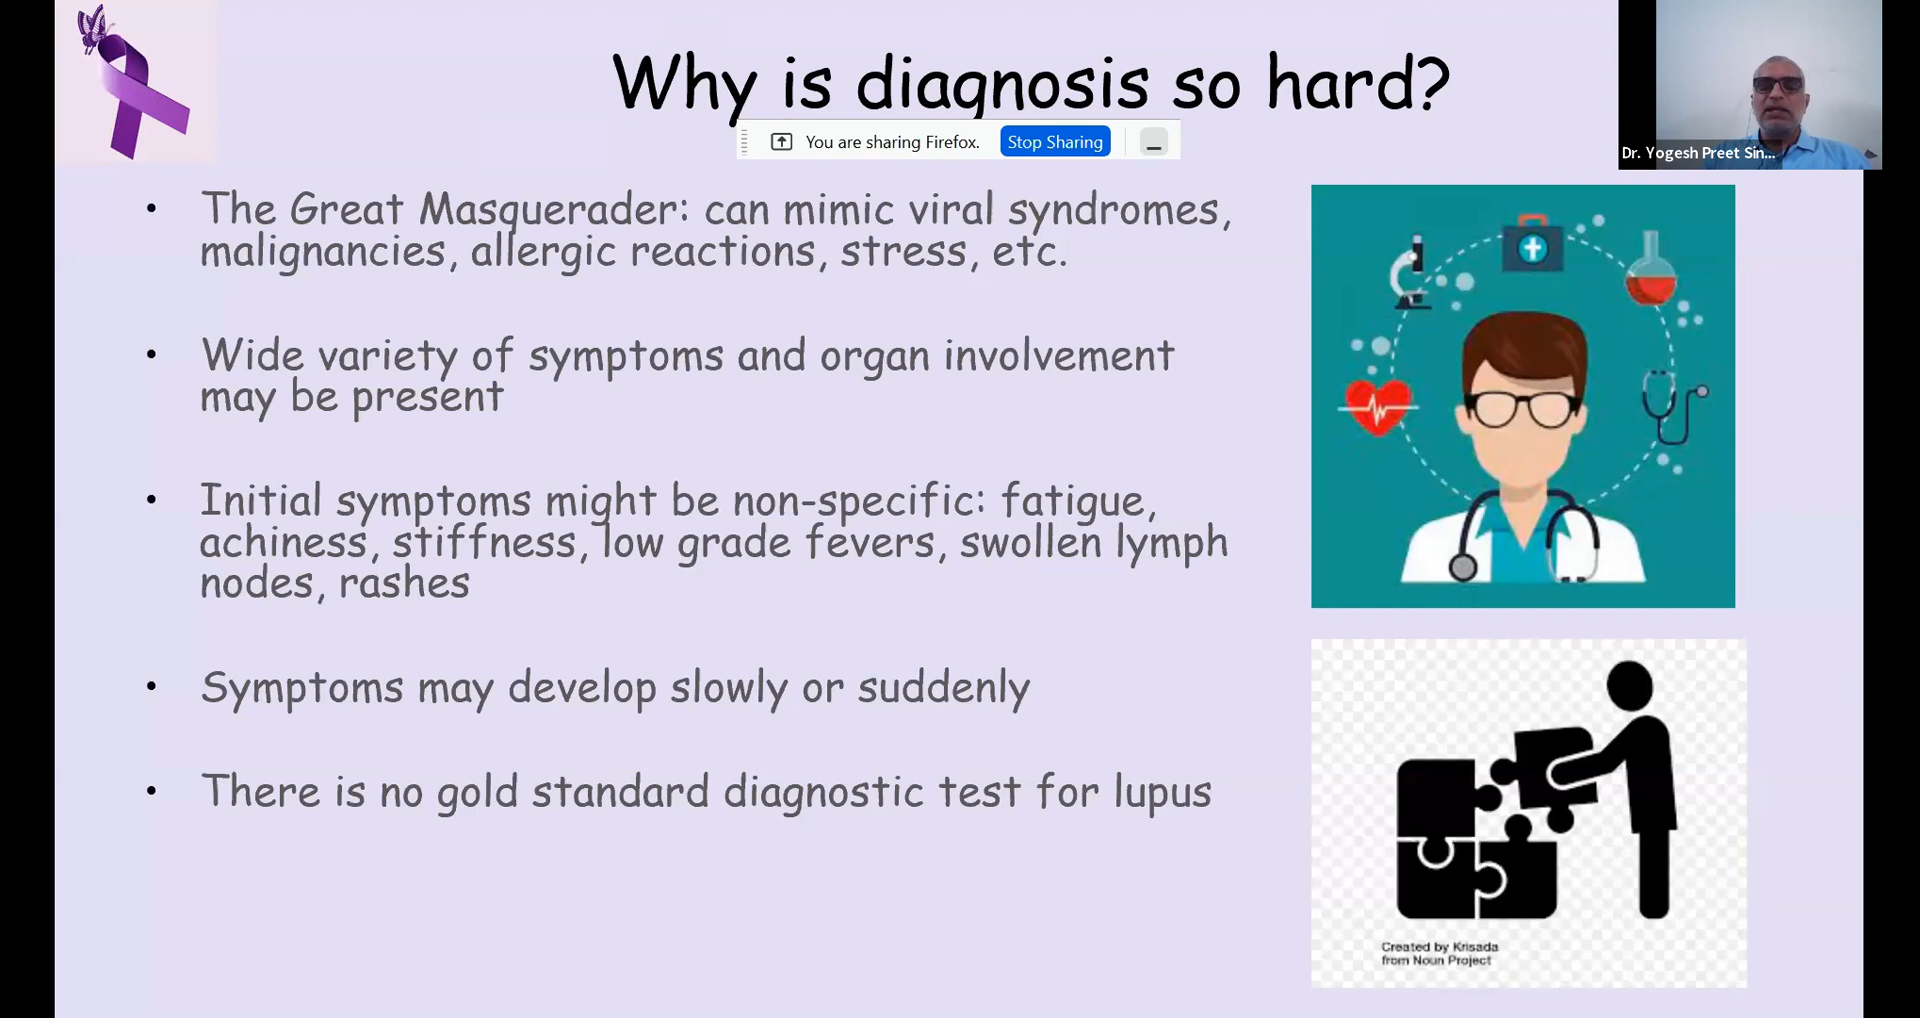 Why is diagnosis so hard?
You are sharing Firefox. Stop Sharing
Dr. Yogesh Preet Sin...
• The Great Masquerader: can mimic viral syndromes,
malignancies, allergic reactions, stress, etc.
• Wide variety of symptoms and organ involvement
may be present
• Initial symptoms might be non-specific: fatigue,
achiness, stiffness, low grade fevers, swollen lymph
nodes, rashes
• Symptoms may develop slowly or suddenly
• There is no gold standard diagnostic test for lupus
Created by Krisada
from Noun Project